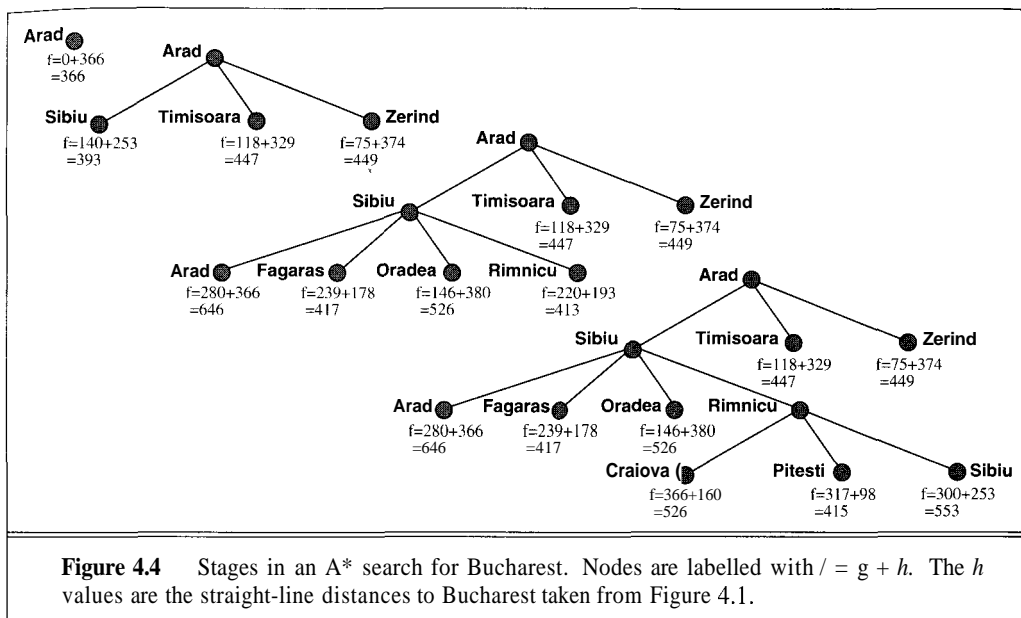 Arad
f=0+366
=366
Arad
Sibiu Timisoara Zerind
f=140+253 f=118+329 f=75+374
=393 =447 =449
Arad
Sibiu Timisoara Zerind
f=118+329 f=75+374
=447 =449
Arad Fagaras Oradea Rimnicu
f=280+366 f=239+178 f=146+380 f=220+193
=646 =417 =526 =413
Arad
Sibiu Timisoara Zerind
f=118+329 f=75+374
=447 =449
Arad Fagaras Oradea Rimnicu
f=280+366 f=239+178 f=146+380
=646 =417 =526
Craiova ( Pitesti Sibiu
f=366+160 f=317+98 f=300+253
=526 =415 =553
Figure 4.4 Stages in an A* search for Bucharest. Nodes are labelled with / = g + h. The h
values are the straight-line distances to Bucharest taken from Figure 4.1.